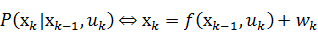 P(x_k|x_{k-1}, u_k) ⇔ x_k = f(x_{k-1}, u_k) + w_k